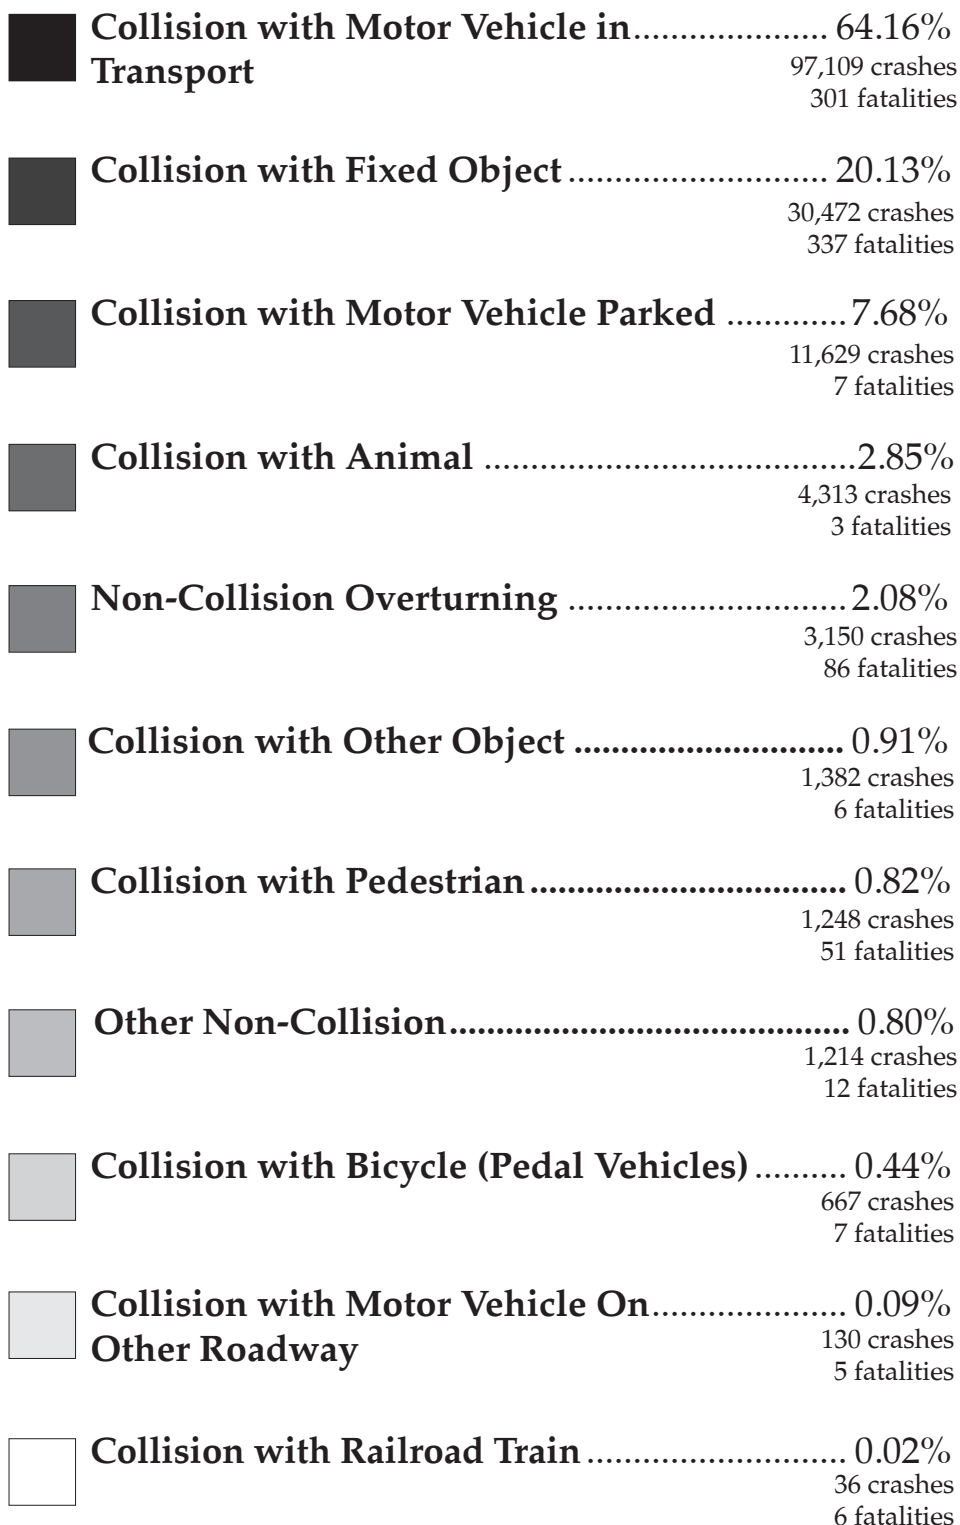 Collision with Motor Vehicle in..................... 64.16%
Transport
97,109 crashes
301 fatalities
Collision with Fixed Object............................ 20.13%
30,472 crashes
337 fatalities
Collision with Motor Vehicle Parked .............7.68%
11,629 crashes
7 fatalities
Collision with Animal ........................................2.85%
4,313 crashes
3 fatalities
Non-Collision Overturning ..............................2.08%
3,150 crashes
86 fatalities
Collision with Other Object ............................. 0.91%
1,382 crashes
6 fatalities
Collision with Pedestrian.................................. 0.82%
1,248 crashes
51 fatalities
Other Non-Collision........................................... 0.80%
1,214 crashes
12 fatalities
Collision with Bicycle (Pedal Vehicles).......... 0.44%
667 crashes
7 fatalities
Collision with Motor Vehicle On..................... 0.09%
Other Roadway
130 crashes
5 fatalities
Collision with Railroad Train............................ 0.02%
36 crashes
6 fatalities